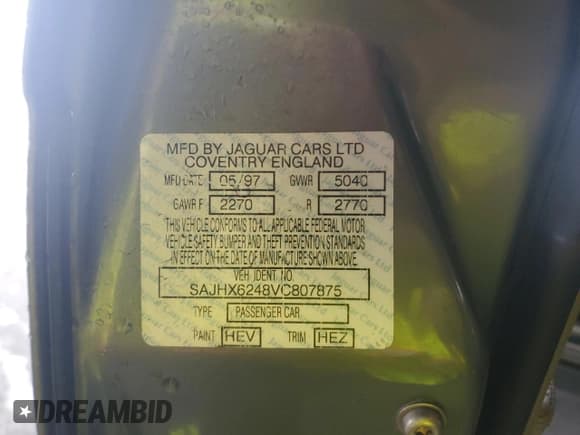 MFD BY JAGUAR CARS LTD
COVENTRY ENGLAND
MFD DATE 05/97 GVWR 5040
GAWR F 2270 R 2770
THIS VEHICLE CONFORMS TO ALL APPLICABLE FEDERAL MOTOR
VEHICLE SAFETY BUMPER AND THEFT PREVENTION STANDARDS
IN EFFECT ON THE DATE OF MANUFACTURE SHOWN ABOVE.
VEH IDENT NO
SAJHX6248VC807875
TYPE PASSENGER CAR
PAINT HEV TRIM HEZ
DREAMBID